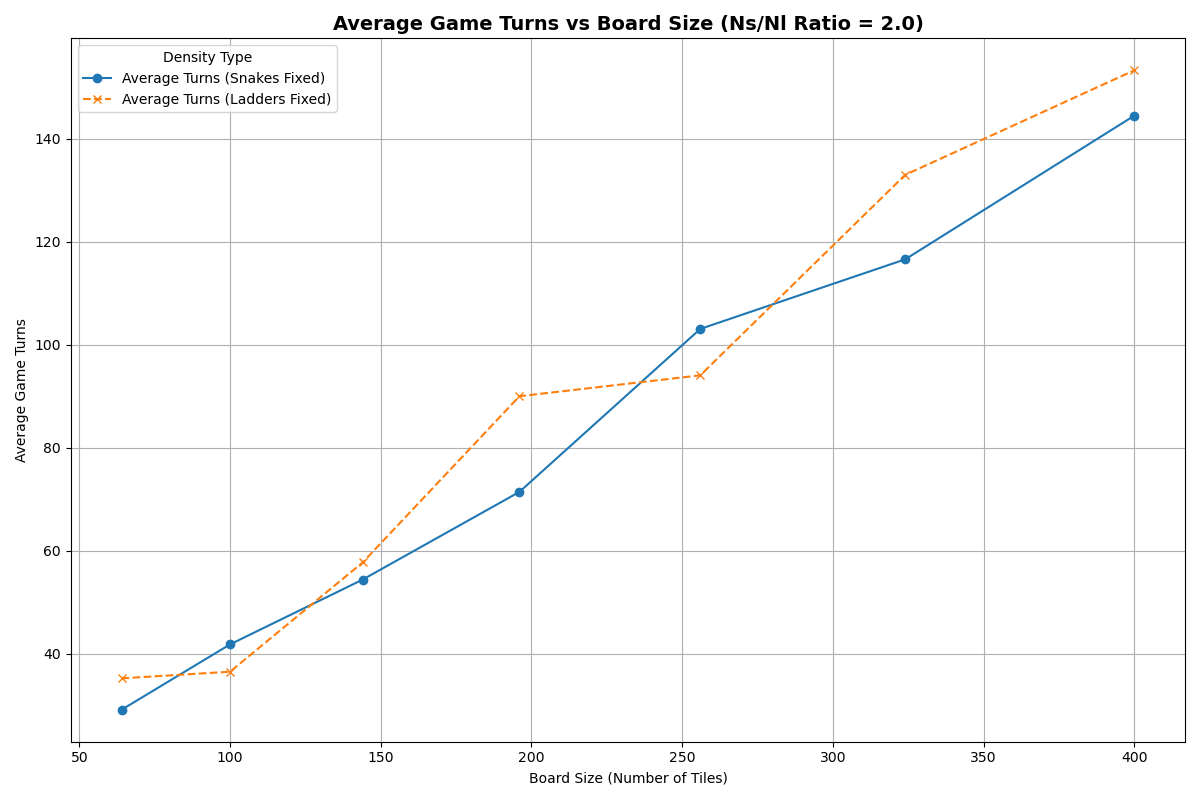 Average Game Turns vs Board Size (Ns/Nl Ratio = 2.0)
Density Type
Average Turns (Snakes Fixed)
Average Turns (Ladders Fixed)
Average Game Turns
140
120
100
80
60
40
50 100 150 200 250 300 350 400
Board Size (Number of Tiles)